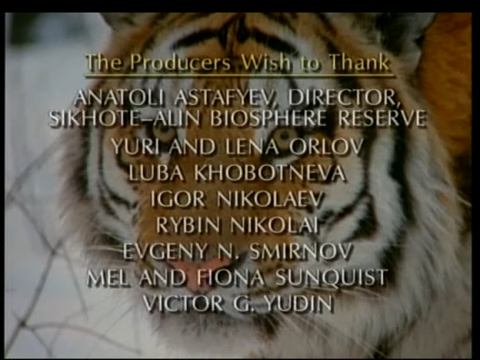 The Producers Wish to Thank
ANATOLI ASTAFYEV, DIRECTOR,
SIKHOTE-ALIN BIOSPHERE RESERVE
YURI AND LENA ORLOV
LUBA KHOBOTNEVA
IGOR NIKOLAEV
RYBIN NIKOLAI
EVGENY N. SMIRNOV
MEL AND FIONA SUNQUIST
VICTOR G. YUDIN